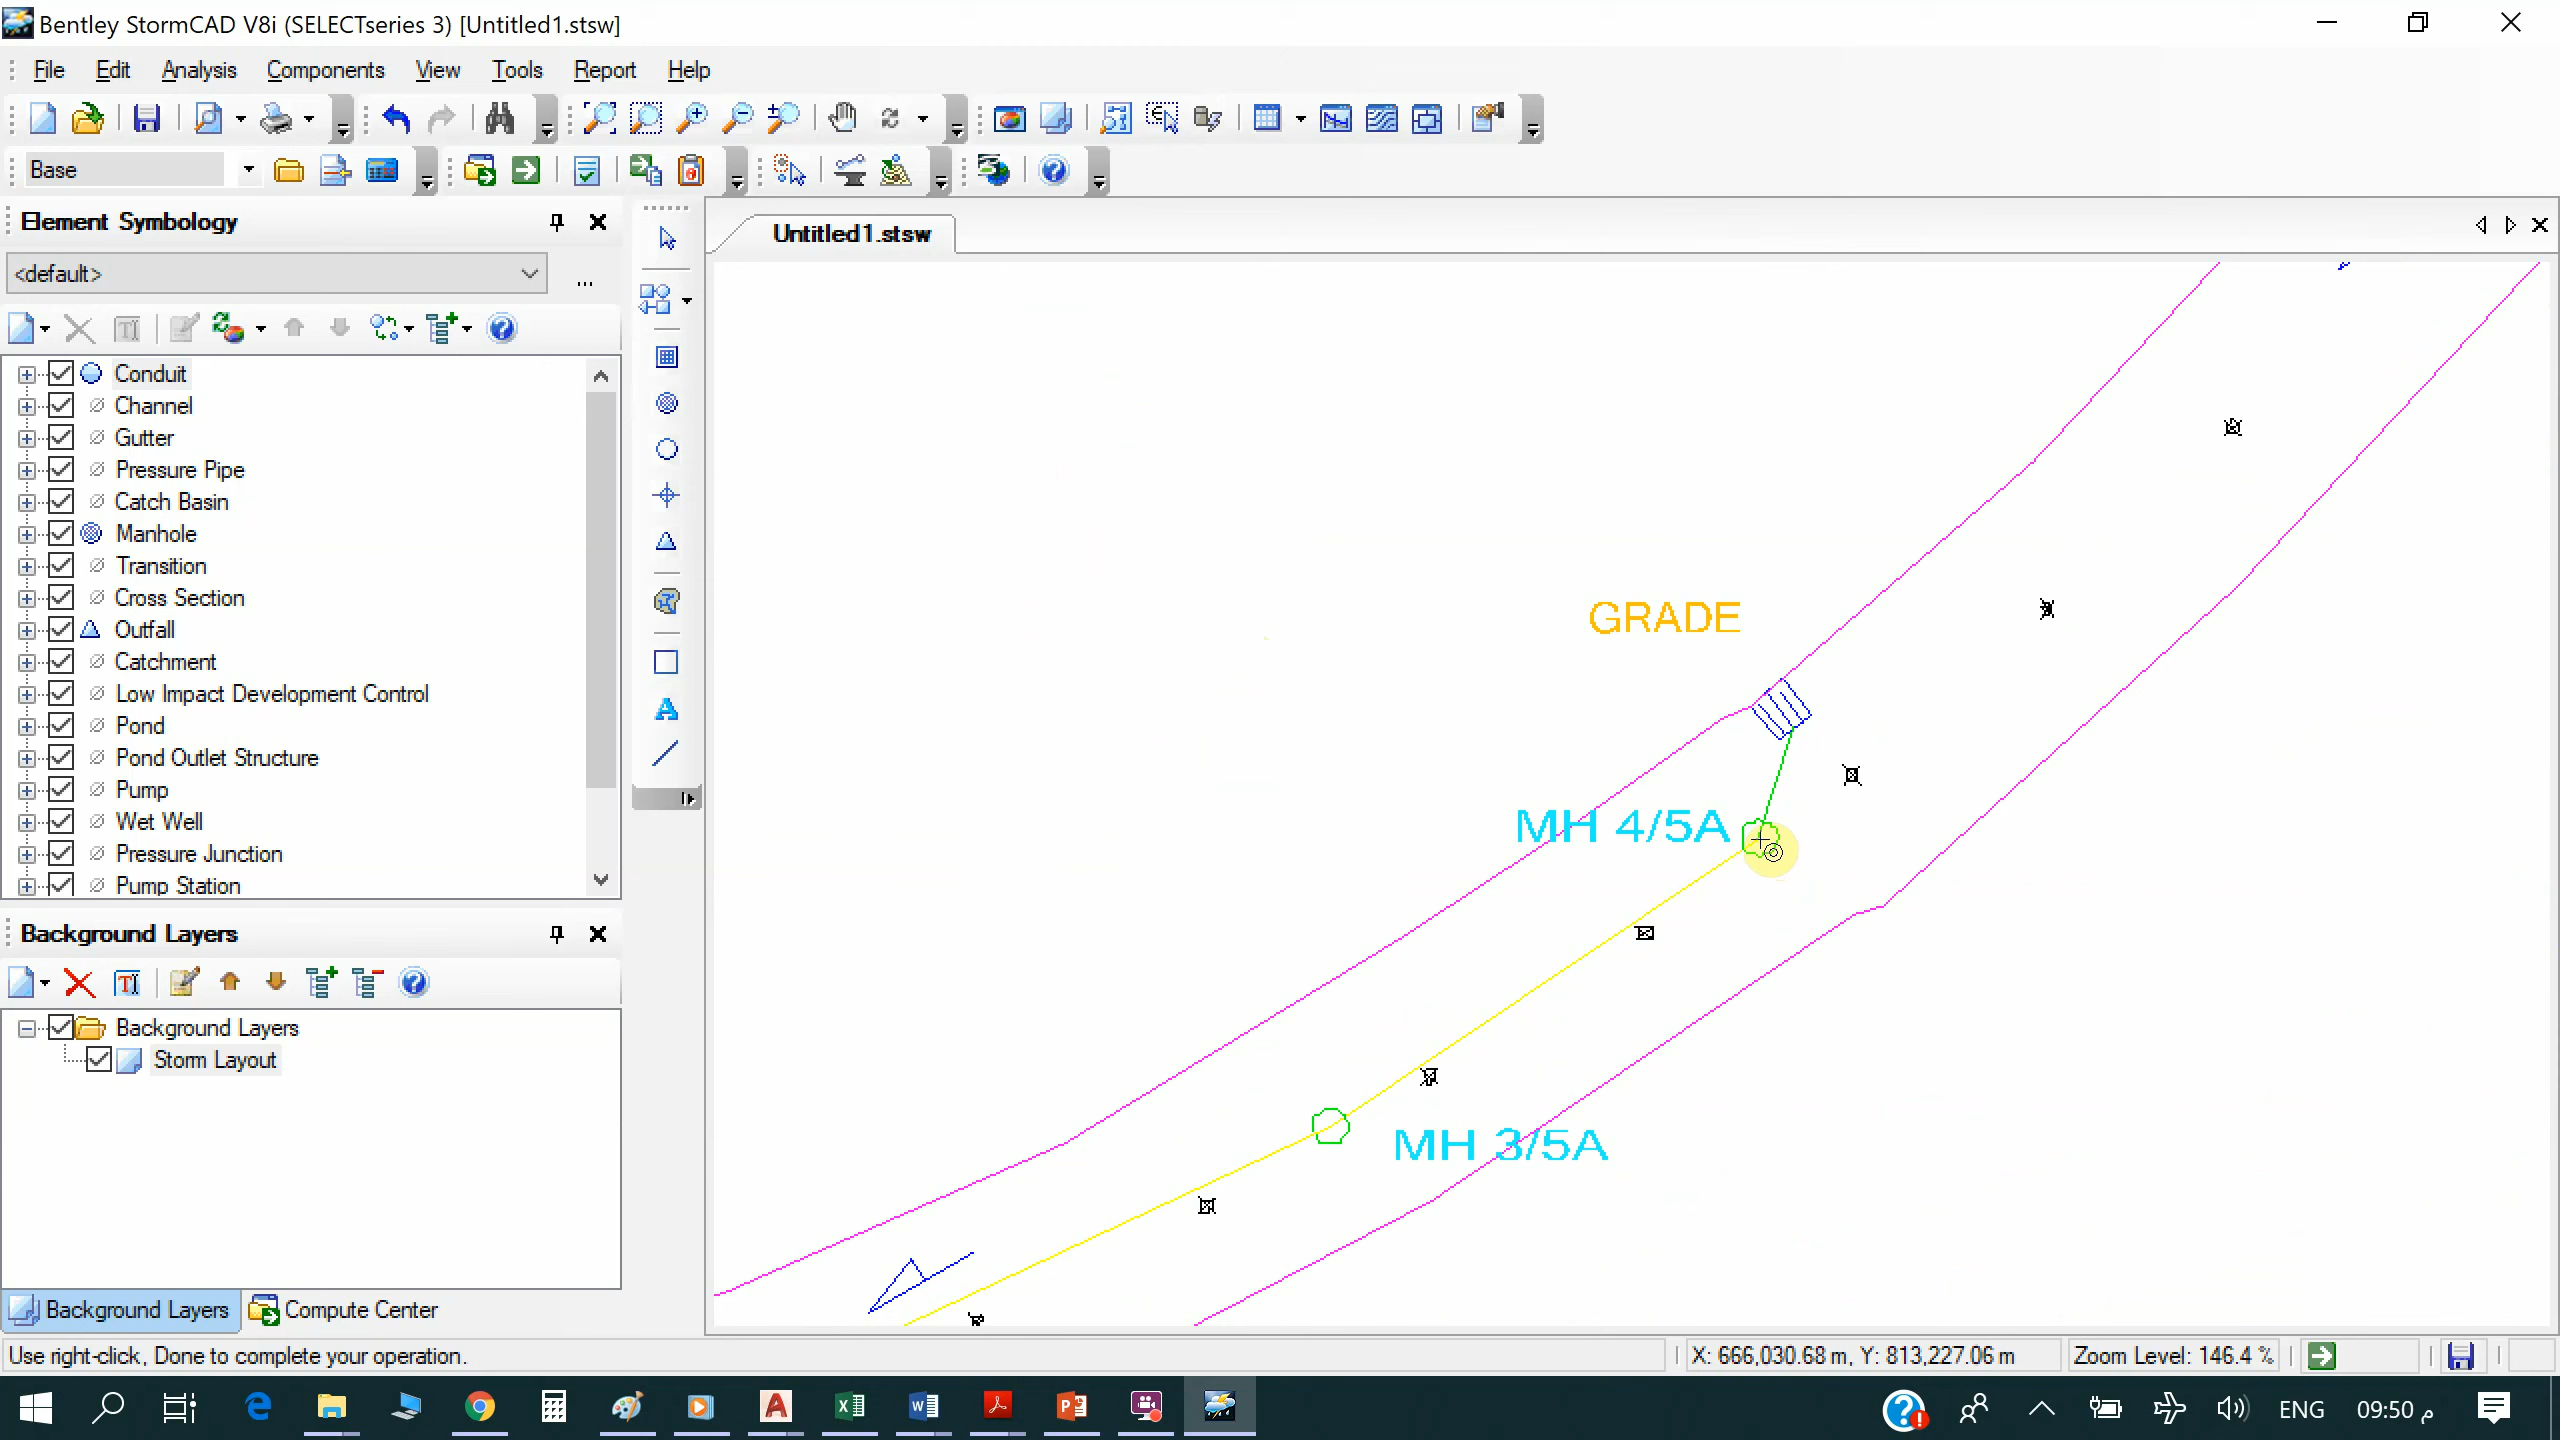 Bentley StormCAD V8i (SELECTseries 3) [Untitled1.stsw]
File Edit Analysis Components View Tools Report Help
Base
Element Symbology
<default>
...
Conduit
Channel
Gutter
Pressure Pipe
Catch Basin
Manhole
Transition
Cross Section
Outfall
Catchment
Low Impact Development Control
Pond
Pond Outlet Structure
Pump
Wet Well
Pressure Junction
Pump Station
Background Layers
Background Layers
Storm Layout
Background Layers Compute Center
Untitled1.stsw
GRADE
MH 4/5A
MH 3/5A
Use right-click, Done to complete your operation.
X: 666,030.68 m, Y: 813,227.06 m
Zoom Level: 146.4 %
ENG
09:50 م